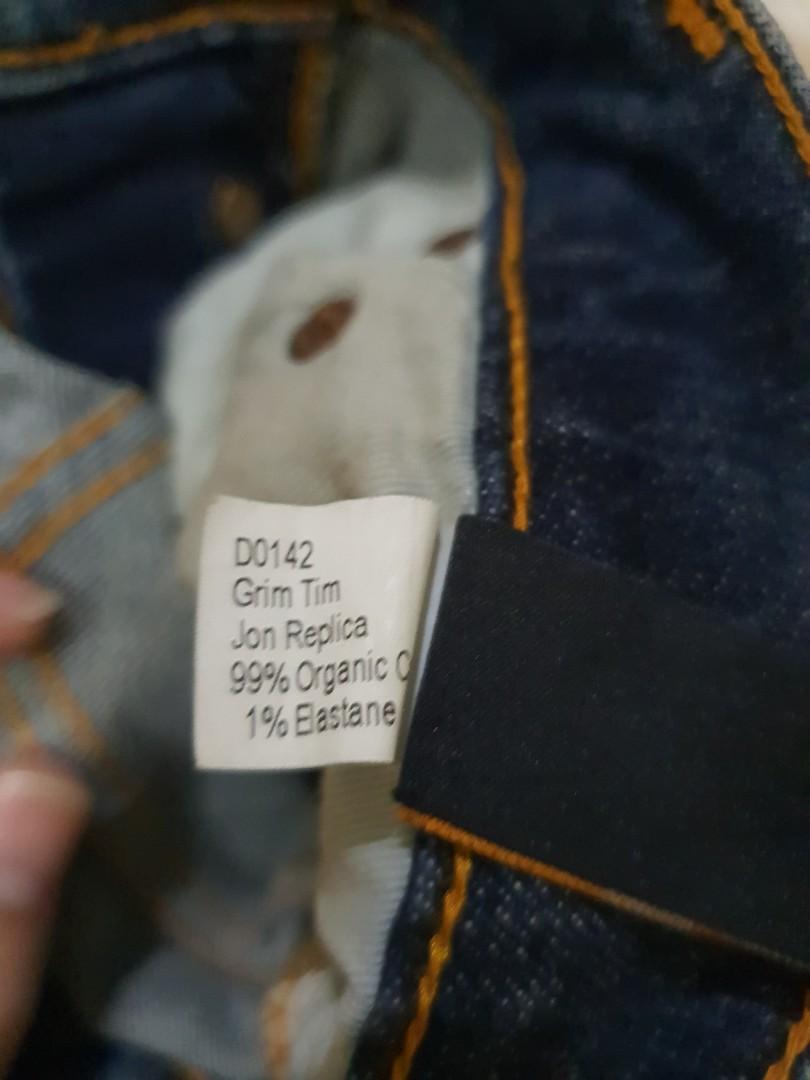 D0142
Grim Tim
Jon Replica
99% Organic C
1% Elastane